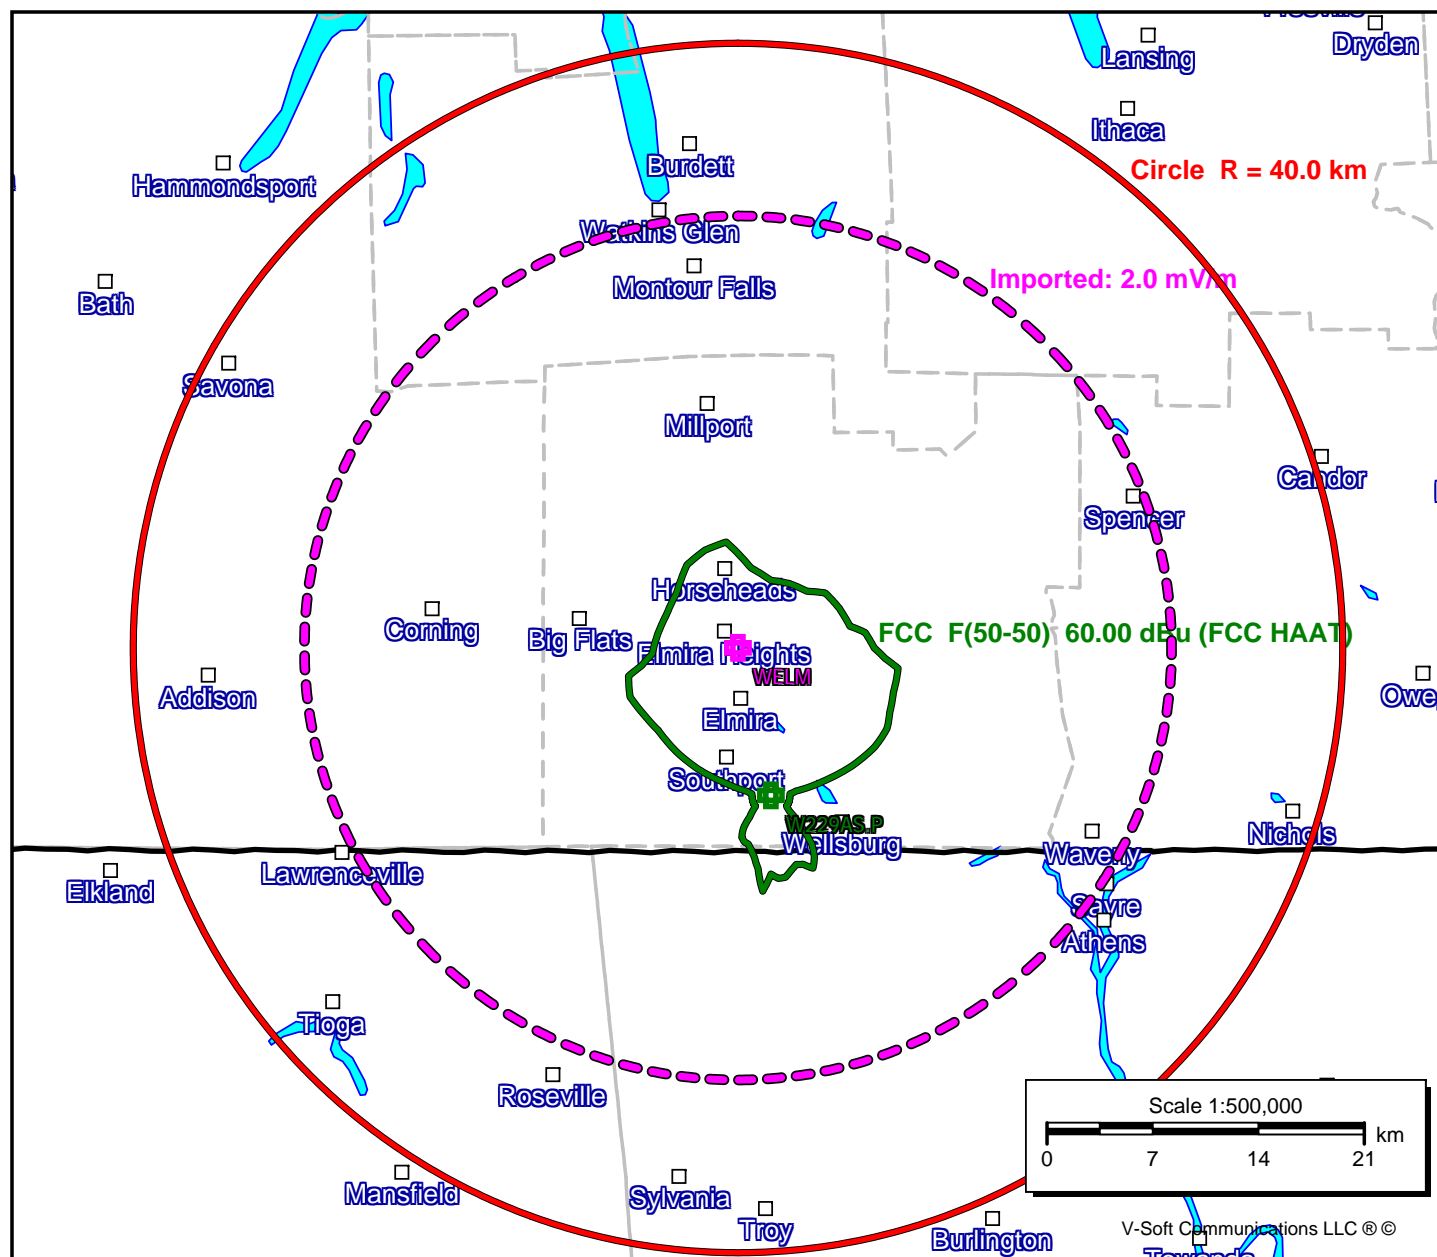 Lansing
Dryden
Ithaca
Burdett
Hammondsport
Circle R = 40.0 km
Watkins Glen
Imported: 2.0 mV/m
Montour Falls
Bath
Savona
Millport
Candor
Spencer
Horseheads
Corning
Big Flats
FCC F(50-50) 60.00 dBu (FCC HAAT)
Elmira Heights
WELM
Addison
Elmira
Southport
W229AS.P
Wellsburg
Nichols
Waverly
Lawrenceville
Elkland
Sayre
Athens
Tioga
Roseville
Scale 1:500,000
km
0 7 14 21
Mansfield
Sylvania
Troy
Burlington
V-Soft Communications LLC ® ©